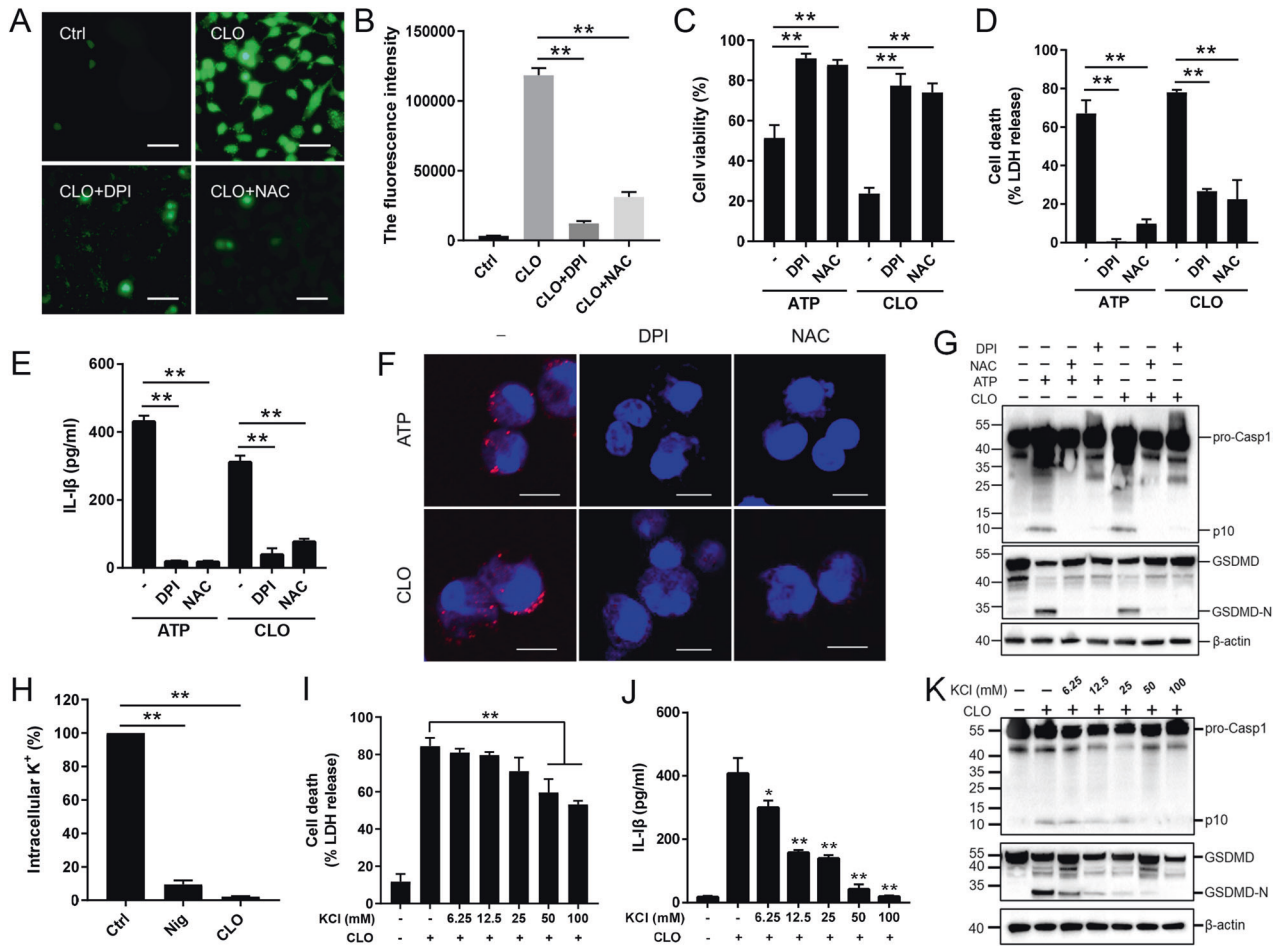 A
Ctrl
CLO
CLO+DPI
CLO+NAC
B
The fluorescence intensity
150000
100000
50000
0
**
**
Ctrl
CLO
CLO+DPI
CLO+NAC
C
Cell viability (%)
100
80
60
40
20
0
**
**
**
**
- DPI NAC - DPI NAC
ATP CLO
D
Cell death
(% LDH release)
100
80
60
40
20
0
**
**
**
**
- DPI NAC - DPI NAC
ATP CLO
E
IL-Iβ (pg/ml)
600
400
200
0
**
**
**
**
- DPI NAC - DPI NAC
ATP CLO
F
– DPI NAC
ATP
CLO
G
DPI – – – + – – +
NAC – – + – – + –
ATP – + + + – – –
CLO – – – – + + +
55
40
35
25
15
10
pro-Casp1
p10
55
40
35
GSDMD
GSDMD-N
40
β-actin
H
Intracellular K+ (%)
120
100
80
60
40
20
0
**
**
Ctrl
Nig
CLO
I
Cell death
(% LDH release)
100
80
60
40
20
0
**
KCl (mM) - - 6.25 12.5 25 50 100
CLO - + + + + + +
J
IL-Iβ (pg/ml)
600
400
200
0
*
**
**
**
**
KCl (mM) - - 6.25 12.5 25 50 100
CLO - + + + + + +
K
KCl (mM) – – 6.25 12.5 25 50 100
CLO – + + + + + +
55
40
35
25
15
10
pro-Casp1
p10
55
40
35
GSDMD
GSDMD-N
40
β-actin